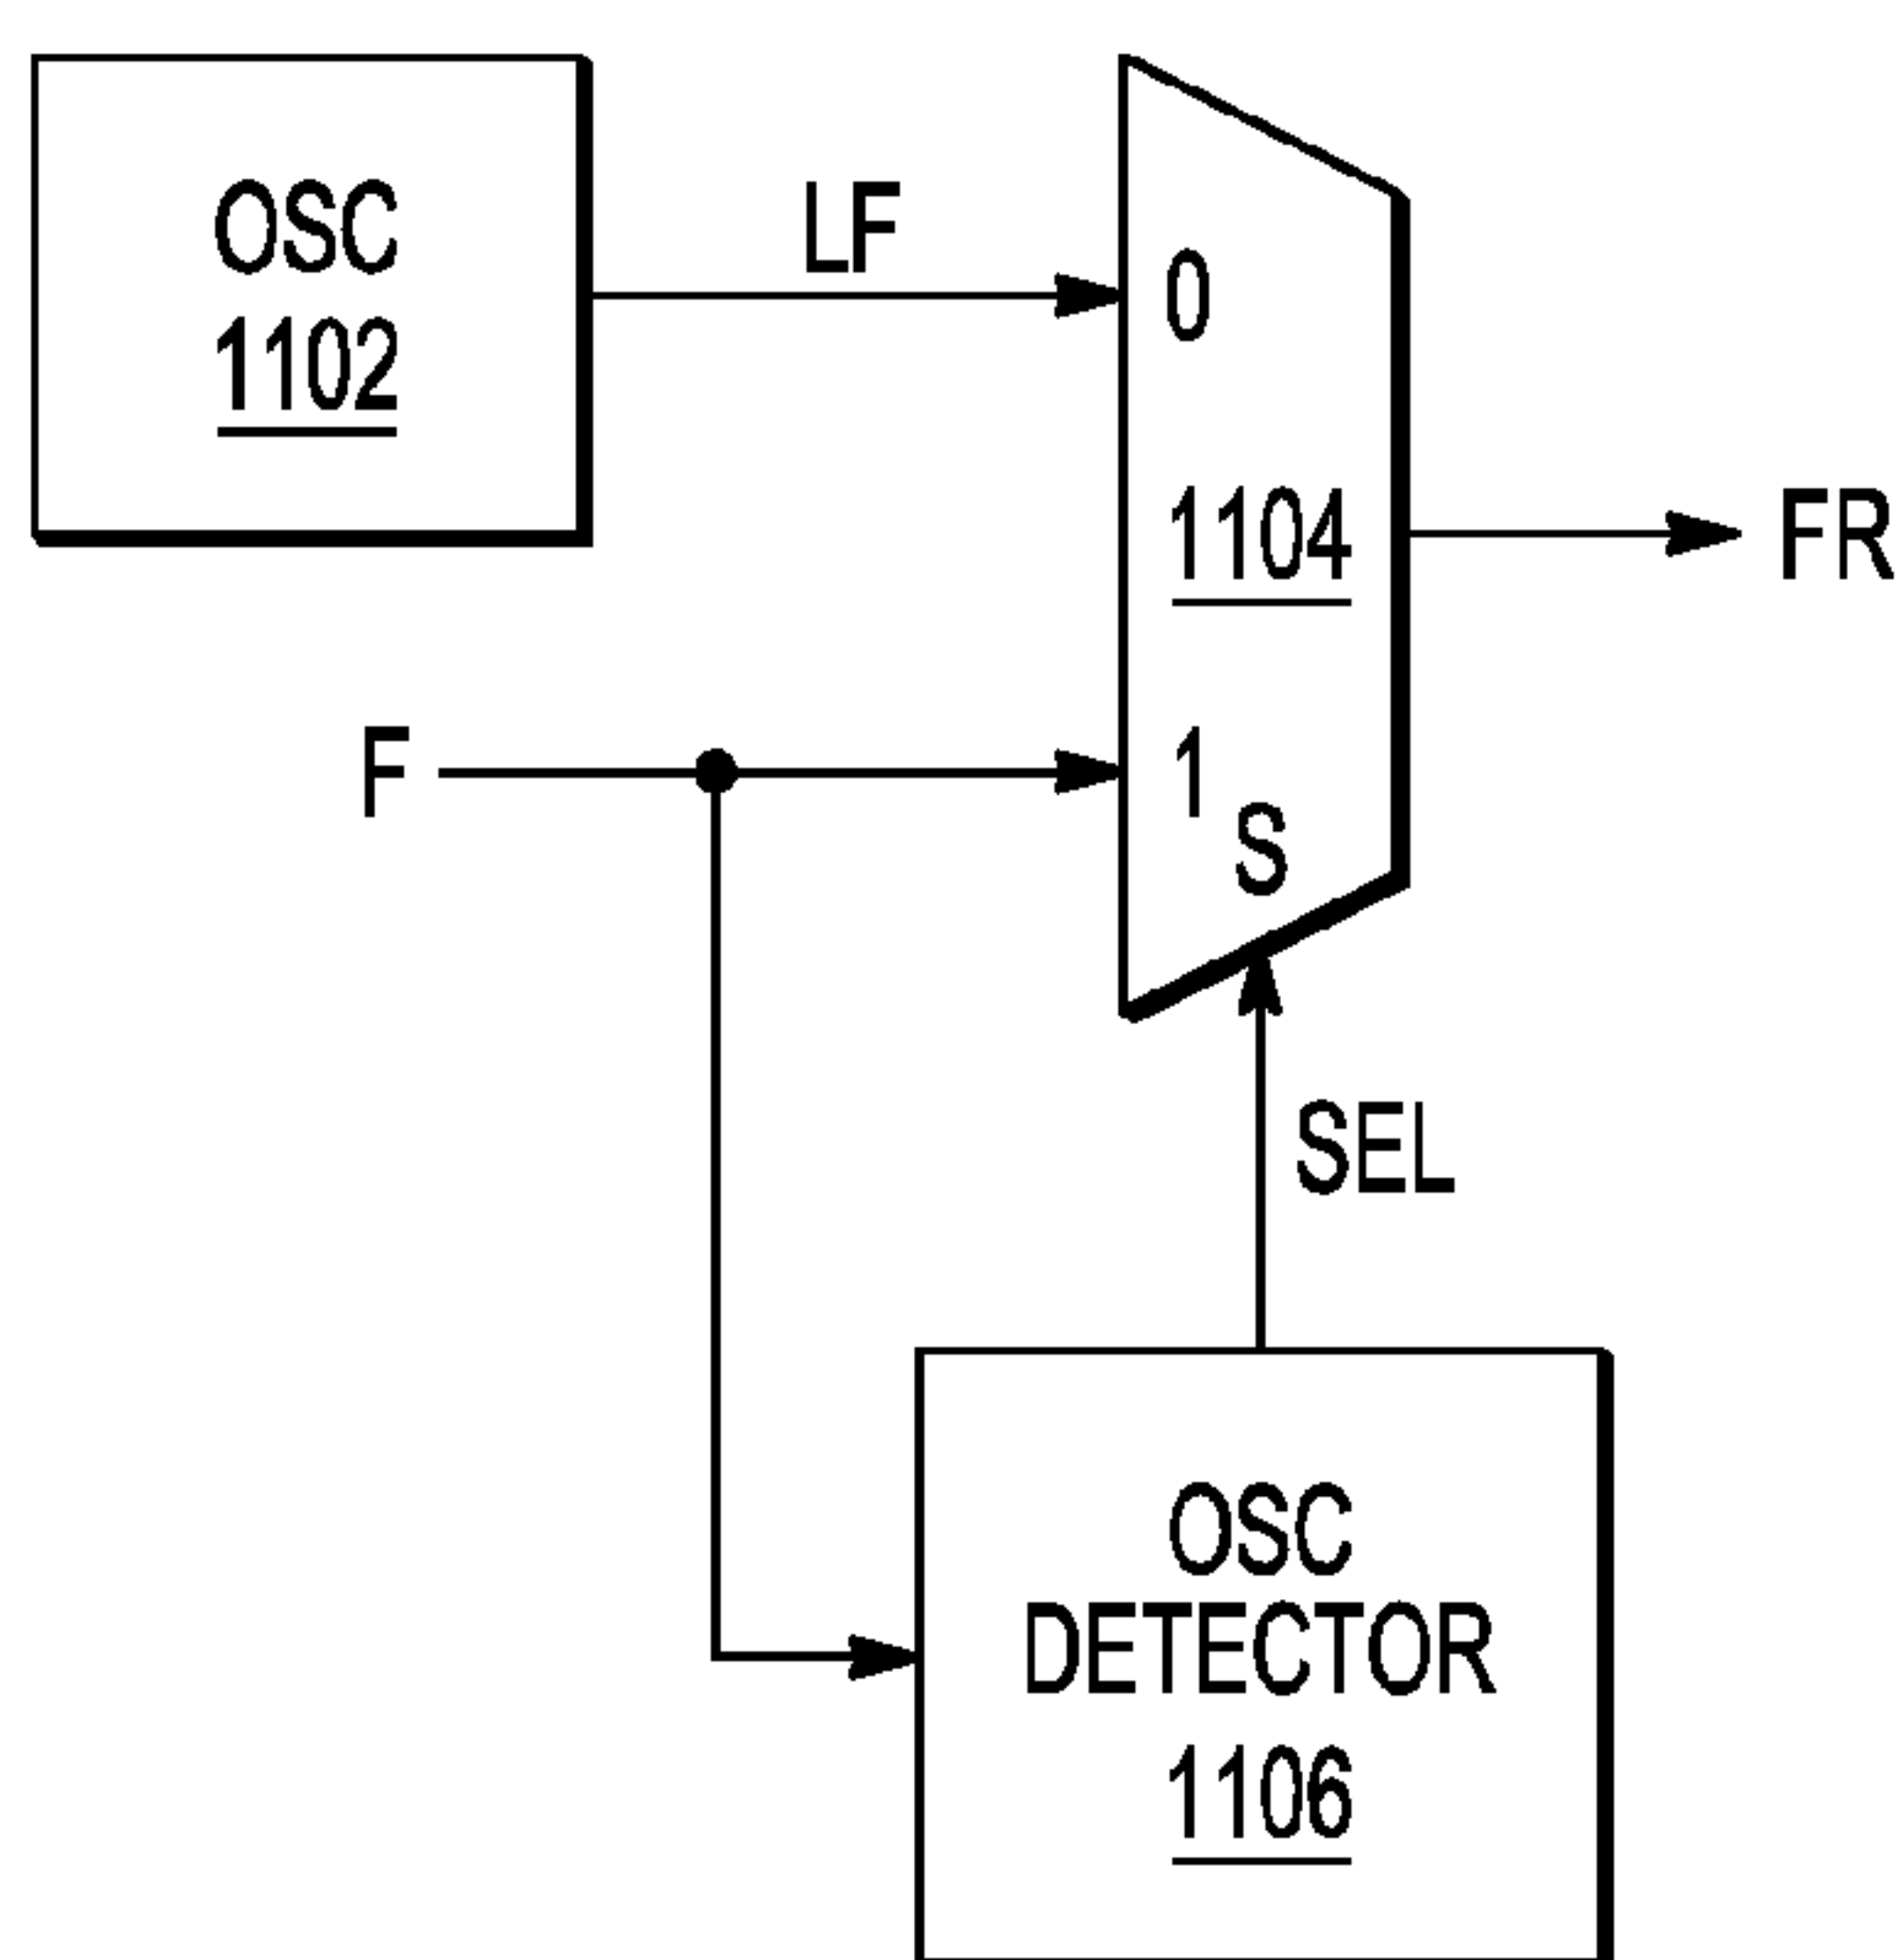 OSC
1102
LF
0
1104
FR
F
1
S
SEL
OSC
DETECTOR
1106